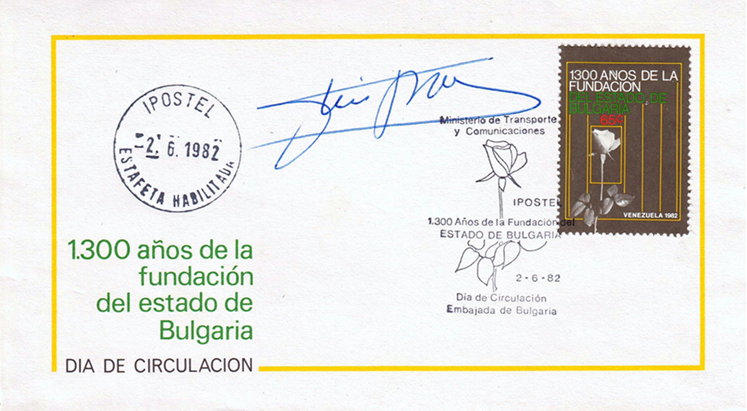 IPOSTEL
-2. 6. 1982
ESTAFETA HABILITADA
Ministerio de Transporte
y Comunicaciones
IPOSTEL
1.300 Años de la Fundación del
ESTADO DE BULGARIA
2-6-82
Dia de Circulación
Embajada de Bulgaria
1300 AÑOS DE LA
FUNDACION
DEL ESTADO DE
BULGARIA
65c
VENEZUELA 1982
1.300 años de la
fundación
del estado de
Bulgaria
DIA DE CIRCULACION